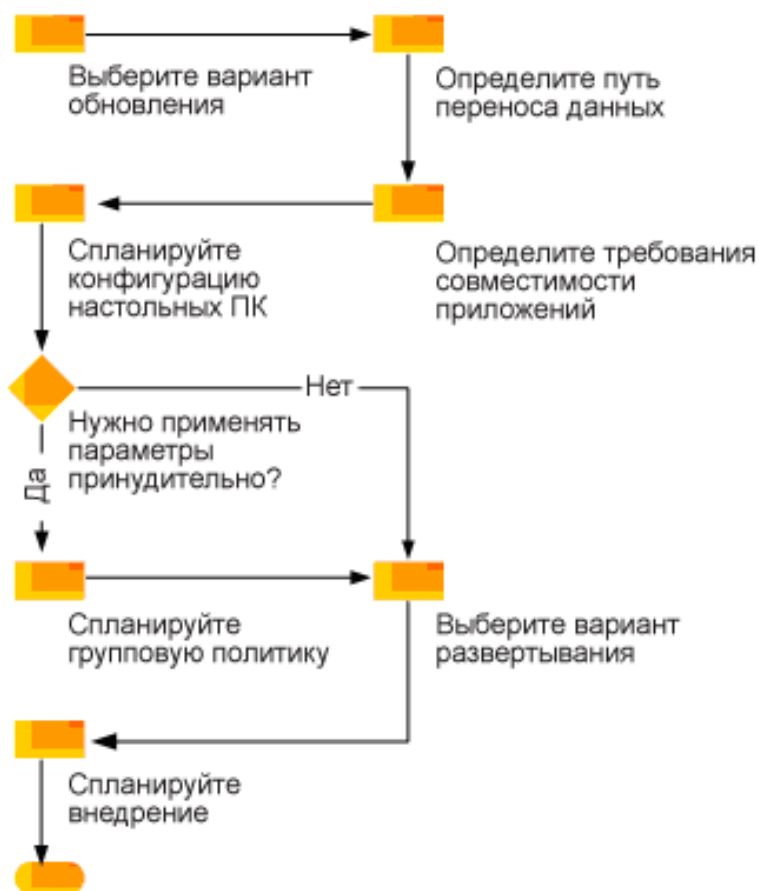 Выберите вариант
обновления
Определите путь
переноса данных
Спланируйте
конфигурацию
настольных ПК
Определите требования
совместимости
приложений
Нет
Нужно применять
параметры
принудительно?
Да
Спланируйте
групповую политику
Выберите вариант
развертывания
Спланируйте
внедрение